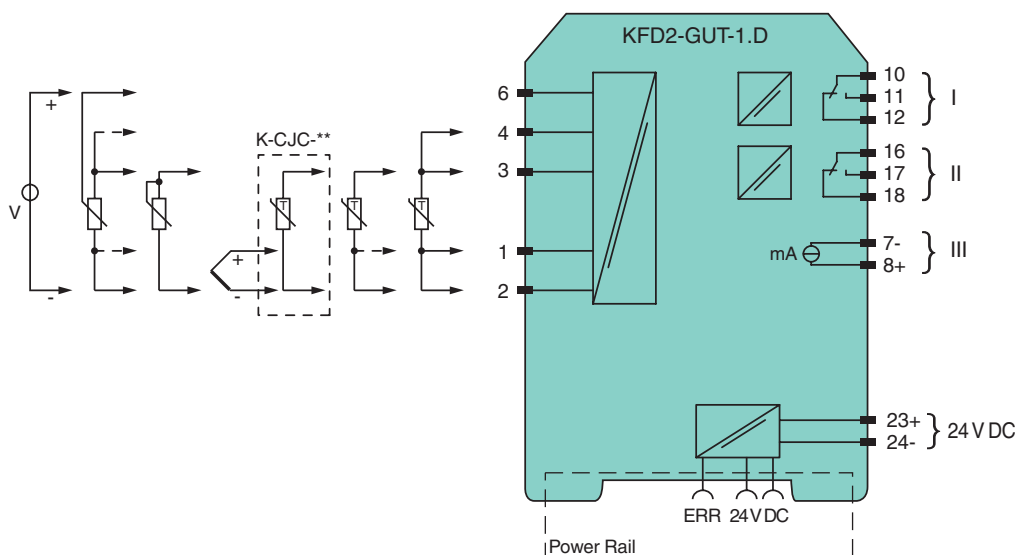 KFD2-GUT-1.D
+
V
-
K-CJC-**
+
-
T
T
T
6
4
3
1
2
10
11
12
I
16
17
18
II
mA
7-
8+
III
23+
24-
24 V DC
ERR 24V DC
Power Rail